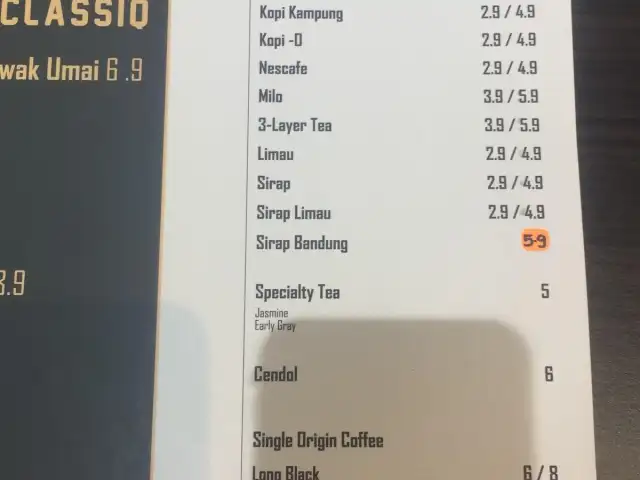 CLASSIQ
wak Umai 6.9
3.9
Kopi Kampung 2.9 / 4.9
Kopi -O 2.9 / 4.9
Nescafe 2.9 / 4.9
Milo 3.9 / 5.9
3-Layer Tea 3.9 / 5.9
Limau 2.9 / 4.9
Sirap 2.9 / 4.9
Sirap Limau 2.9 / 4.9
Sirap Bandung 5.9
Specialty Tea 5
Jasmine
Early Gray
Cendol 6
Single Origin Coffee
Long Black 6 / 8